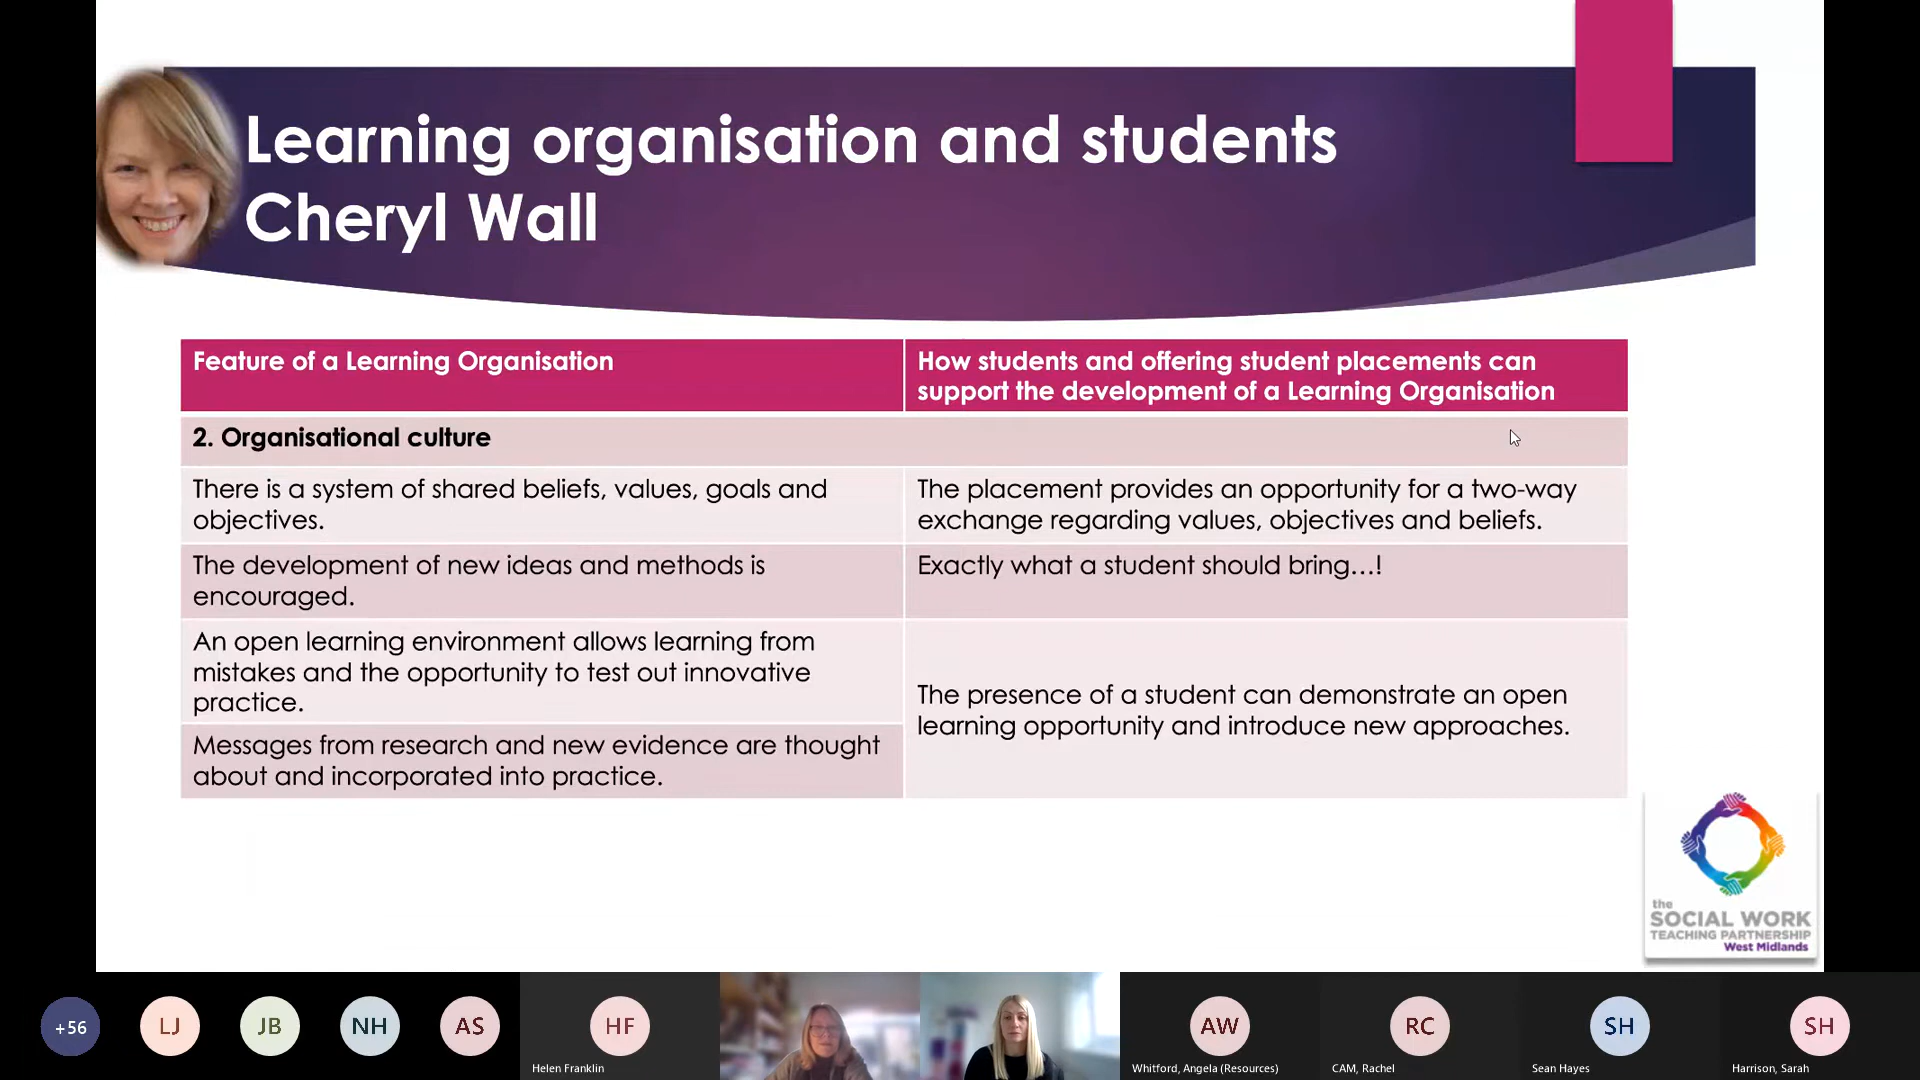 Learning organisation and students
Cheryl Wall
Feature of a Learning Organisation
How students and offering student placements can
support the development of a Learning Organisation
2. Organisational culture
There is a system of shared beliefs, values, goals and
objectives.
The placement provides an opportunity for a two-way
exchange regarding values, objectives and beliefs.
The development of new ideas and methods is
encouraged.
Exactly what a student should bring...!
An open learning environment allows learning from
mistakes and the opportunity to test out innovative
practice.
The presence of a student can demonstrate an open
learning opportunity and introduce new approaches.
Messages from research and new evidence are thought
about and incorporated into practice.
the
SOCIAL WORK
TEACHING PARTNERSHIP
West Midlands
+56
LJ
JB
NH
AS
HF
Helen Franklin
AW
Whitford, Angela (Resources)
RC
CAM, Rachel
SH
Sean Hayes
SH
Harrison, Sarah